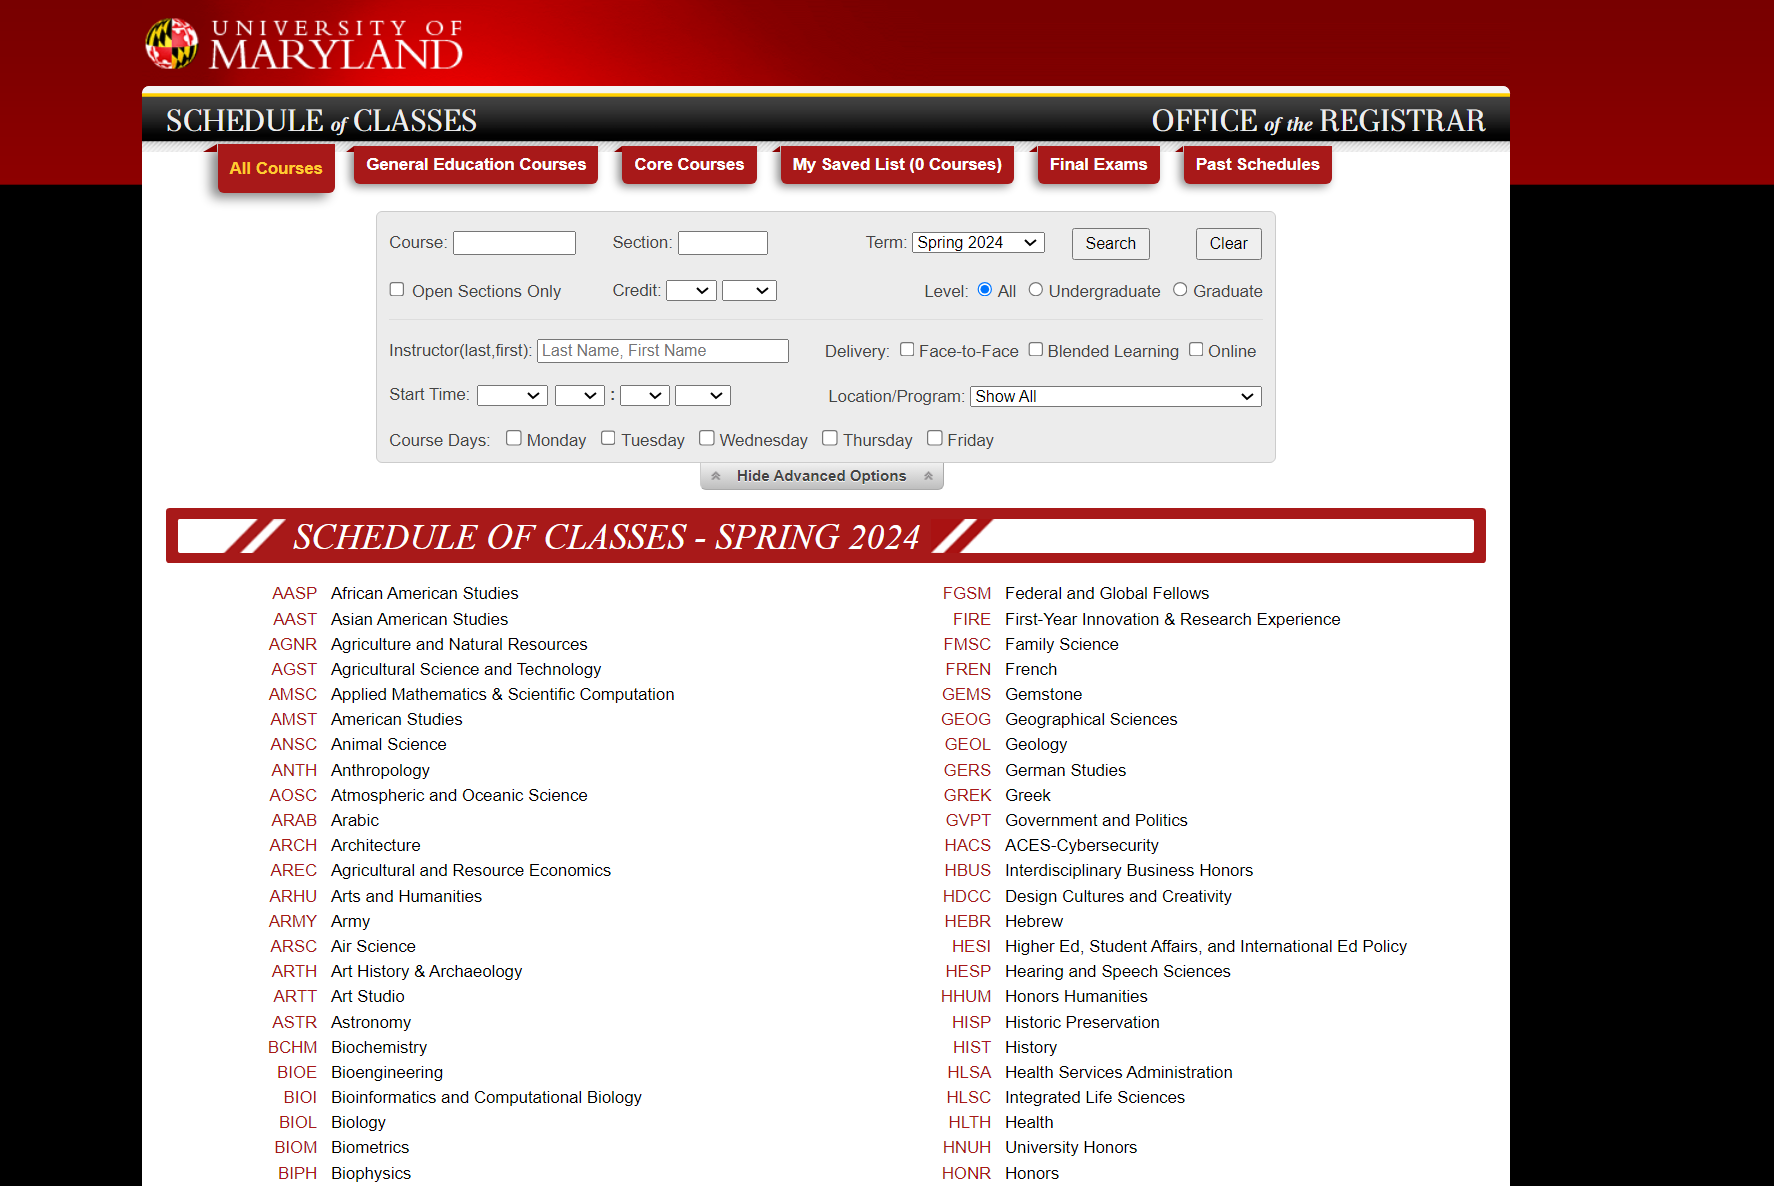 UNIVERSITY OF
MARYLAND
SCHEDULE of CLASSES
OFFICE of the REGISTRAR
All Courses
General Education Courses
Core Courses
My Saved List (0 Courses)
Final Exams
Past Schedules
Course:
Section:
Term: Spring 2024
Search
Clear
Open Sections Only
Credit:
Level: All Undergraduate Graduate
Instructor(last,first): Last Name, First Name
Delivery: Face-to-Face Blended Learning Online
Start Time: :
Location/Program: Show All
Course Days: Monday Tuesday Wednesday Thursday Friday
Hide Advanced Options
SCHEDULE OF CLASSES - SPRING 2024
AASP African American Studies
AAST Asian American Studies
AGNR Agriculture and Natural Resources
AGST Agricultural Science and Technology
AMSC Applied Mathematics & Scientific Computation
AMST American Studies
ANSC Animal Science
ANTH Anthropology
AOSC Atmospheric and Oceanic Science
ARAB Arabic
ARCH Architecture
AREC Agricultural and Resource Economics
ARHU Arts and Humanities
ARMY Army
ARSC Air Science
ARTH Art History & Archaeology
ARTT Art Studio
ASTR Astronomy
BCHM Biochemistry
BIOE Bioengineering
BIOI Bioinformatics and Computational Biology
BIOL Biology
BIOM Biometrics
BIPH Biophysics
FGSM Federal and Global Fellows
FIRE First-Year Innovation & Research Experience
FMSC Family Science
FREN French
GEMS Gemstone
GEOG Geographical Sciences
GEOL Geology
GERS German Studies
GREK Greek
GVPT Government and Politics
HACS ACES-Cybersecurity
HBUS Interdisciplinary Business Honors
HDCC Design Cultures and Creativity
HEBR Hebrew
HESI Higher Ed, Student Affairs, and International Ed Policy
HESP Hearing and Speech Sciences
HHUM Honors Humanities
HISP Historic Preservation
HIST History
HLSA Health Services Administration
HLSC Integrated Life Sciences
HLTH Health
HNUH University Honors
HONR Honors